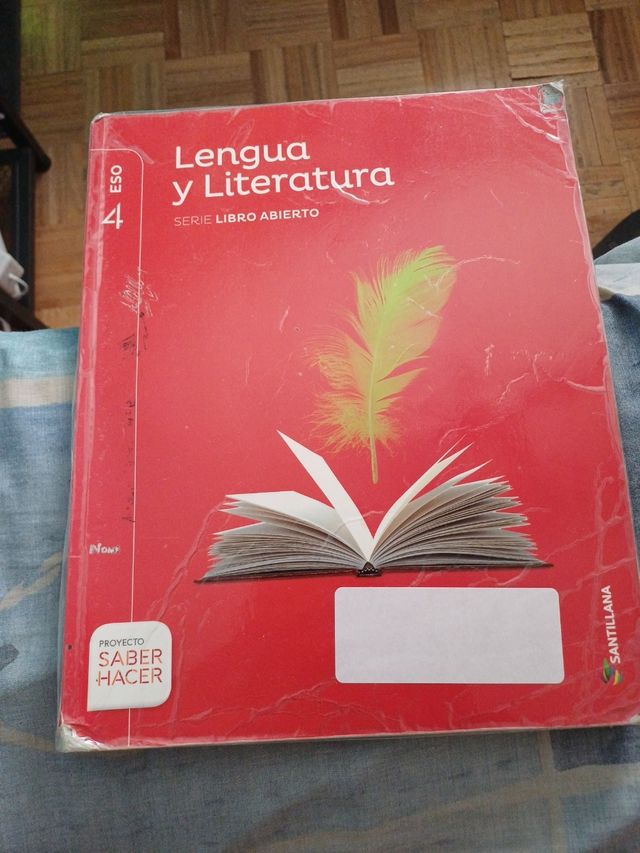 Lengua
y Literatura
SERIE LIBRO ABIERTO
4 ESO
PROYECTO
SABER
HACER
SANTILLANA